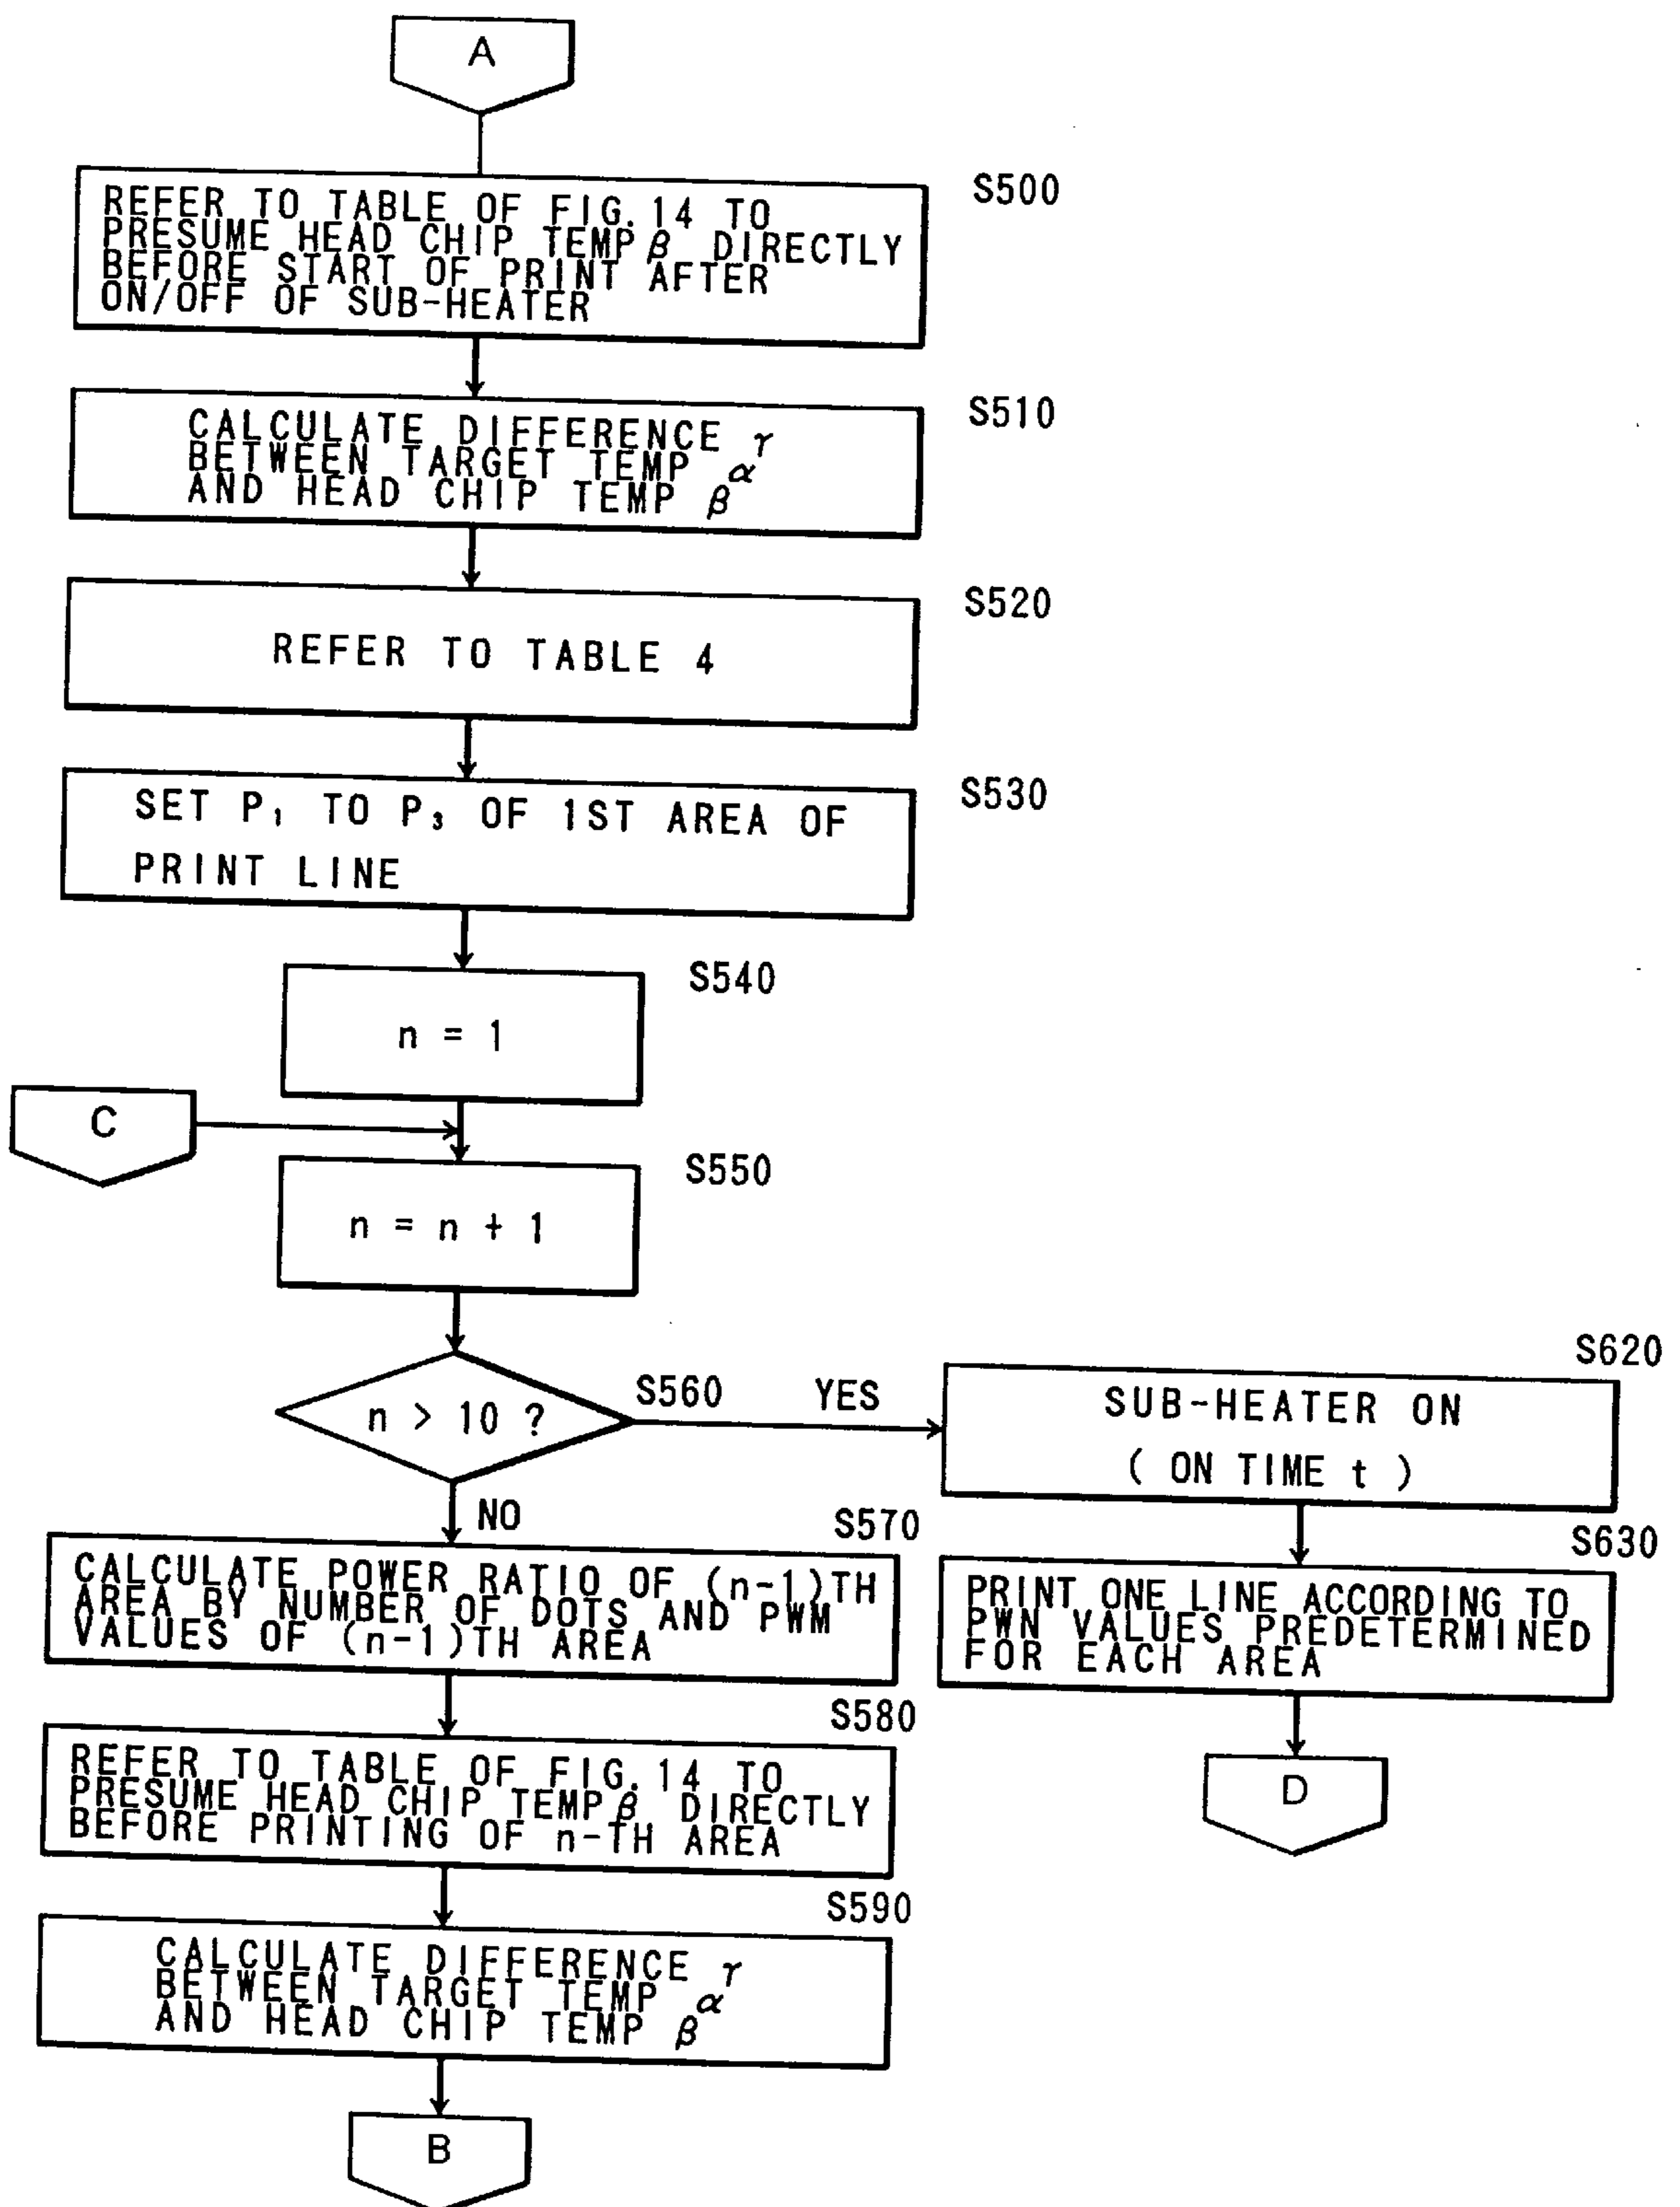 A
S500
REFER TO TABLE OF FIG.14 TO
PRESUME HEAD CHIP TEMP β DIRECTLY
BEFORE START OF PRINT AFTER
ON/OFF OF SUB-HEATER
S510
CALCULATE DIFFERENCE γ
BETWEEN TARGET TEMP α
AND HEAD CHIP TEMP β
S520
REFER TO TABLE 4
S530
SET P₁ TO P₃ OF 1ST AREA OF
PRINT LINE
S540
n = 1
C
S550
n = n + 1
S560
n > 10 ?
YES
NO
S620
SUB-HEATER ON
( ON TIME t )
S630
PRINT ONE LINE ACCORDING TO
PWN VALUES PREDETERMINED
FOR EACH AREA
D
S570
CALCULATE POWER RATIO OF (n-1)TH
AREA BY NUMBER OF DOTS AND PWM
VALUES OF (n-1)TH AREA
S580
REFER TO TABLE OF FIG.14 TO
PRESUME HEAD CHIP TEMP β DIRECTLY
BEFORE PRINTING OF n-TH AREA
S590
CALCULATE DIFFERENCE γ
BETWEEN TARGET TEMP α
AND HEAD CHIP TEMP β
B